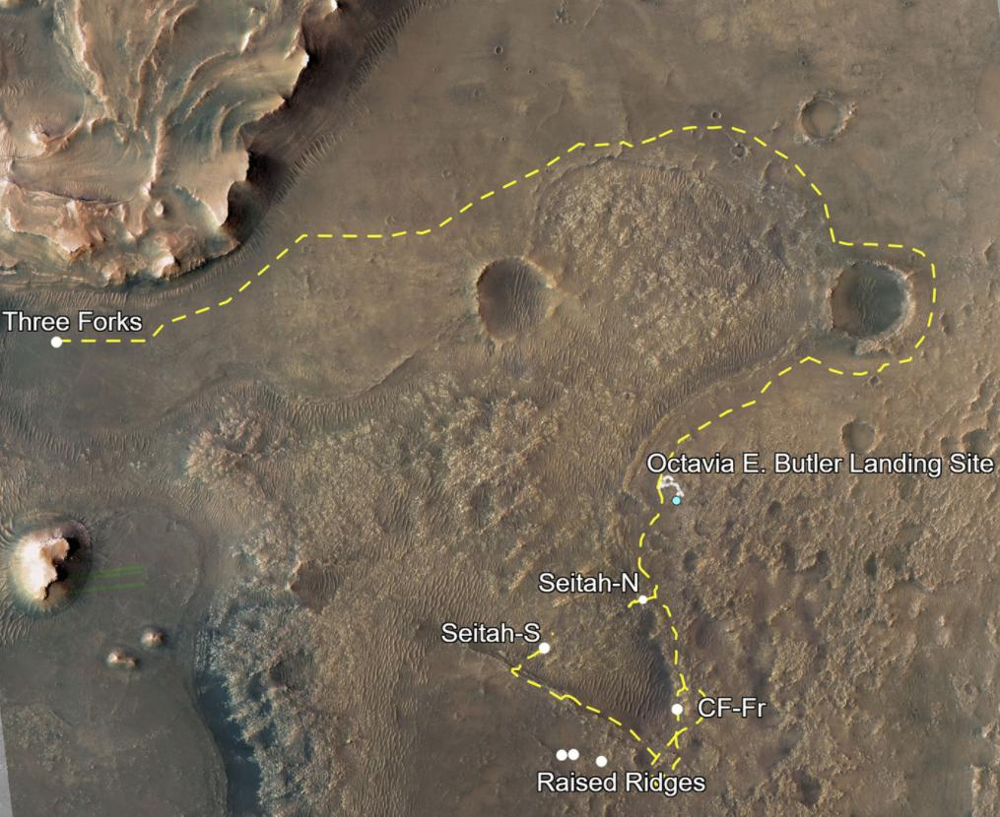 Three Forks
Octavia E. Butler Landing Site
Seitah-N
Seitah-S
CF-Fr
Raised Ridges